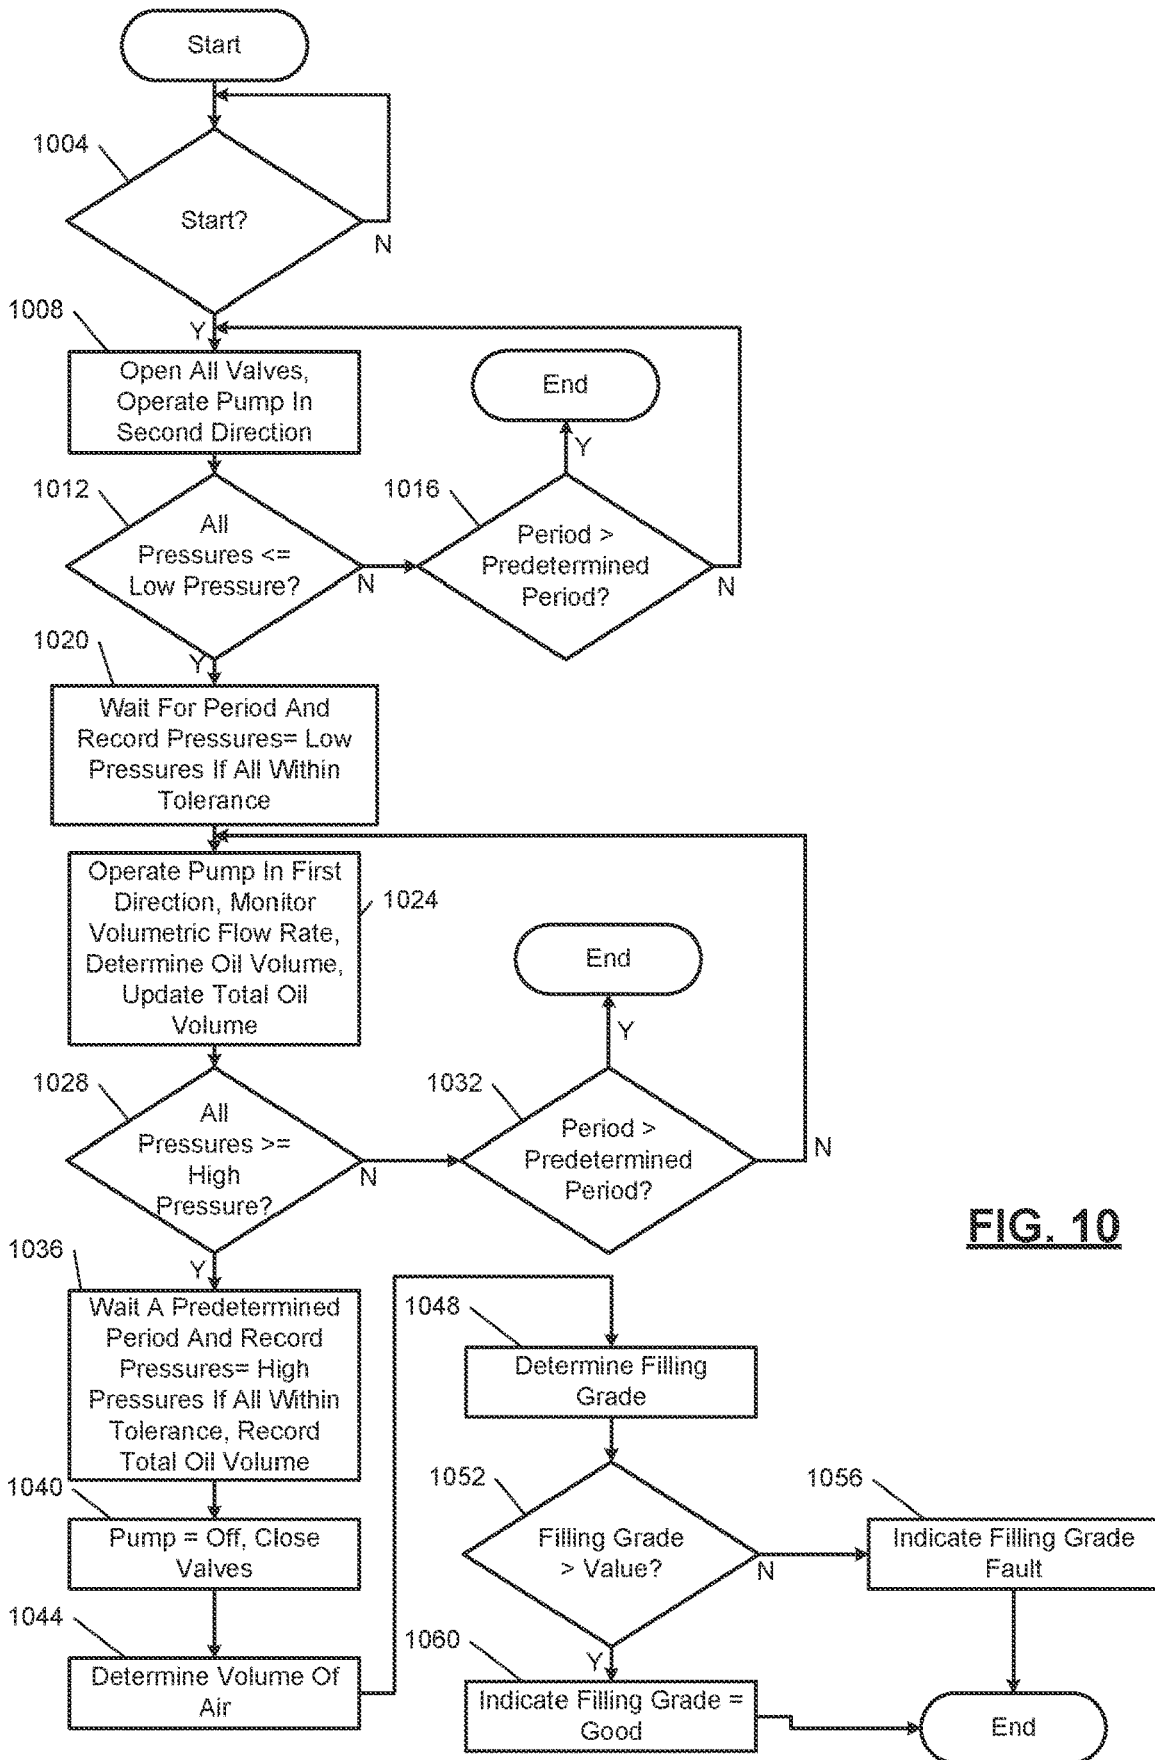 Start
1004
Start?
N
1008
Y
Open All Valves,
Operate Pump In
Second Direction
End
Y
1012
All
Pressures <=
Low Pressure?
N
1016
Period >
Predetermined
Period?
N
1020
Y
Wait For Period And
Record Pressures= Low
Pressures If All Within
Tolerance
Operate Pump In First
Direction, Monitor
Volumetric Flow Rate,
Determine Oil Volume,
Update Total Oil
Volume
1024
End
Y
1028
All
Pressures >=
High
Pressure?
N
1032
Period >
Predetermined
Period?
N
FIG. 10
1036
Y
Wait A Predetermined
Period And Record
Pressures= High
Pressures If All Within
Tolerance, Record
Total Oil Volume
1040
Pump = Off, Close
Valves
1044
Determine Volume Of
Air
1048
Determine Filling
Grade
1052
Filling Grade
> Value?
N
1056
Indicate Filling Grade
Fault
1060
Y
Indicate Filling Grade =
Good
End